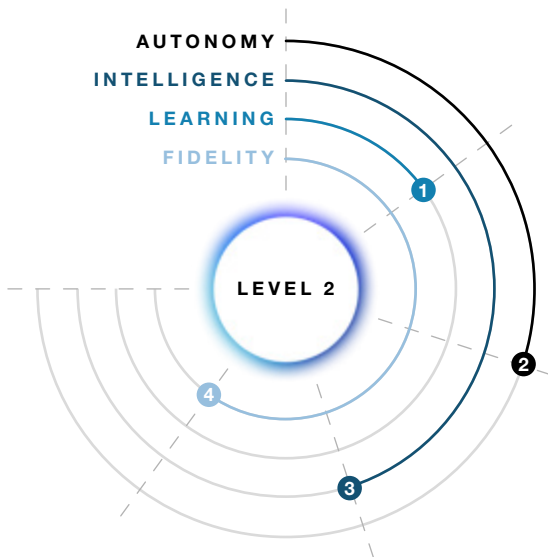 AUTONOMY
INTELLIGENCE
LEARNING
FIDELITY
1
LEVEL 2
2
4
3